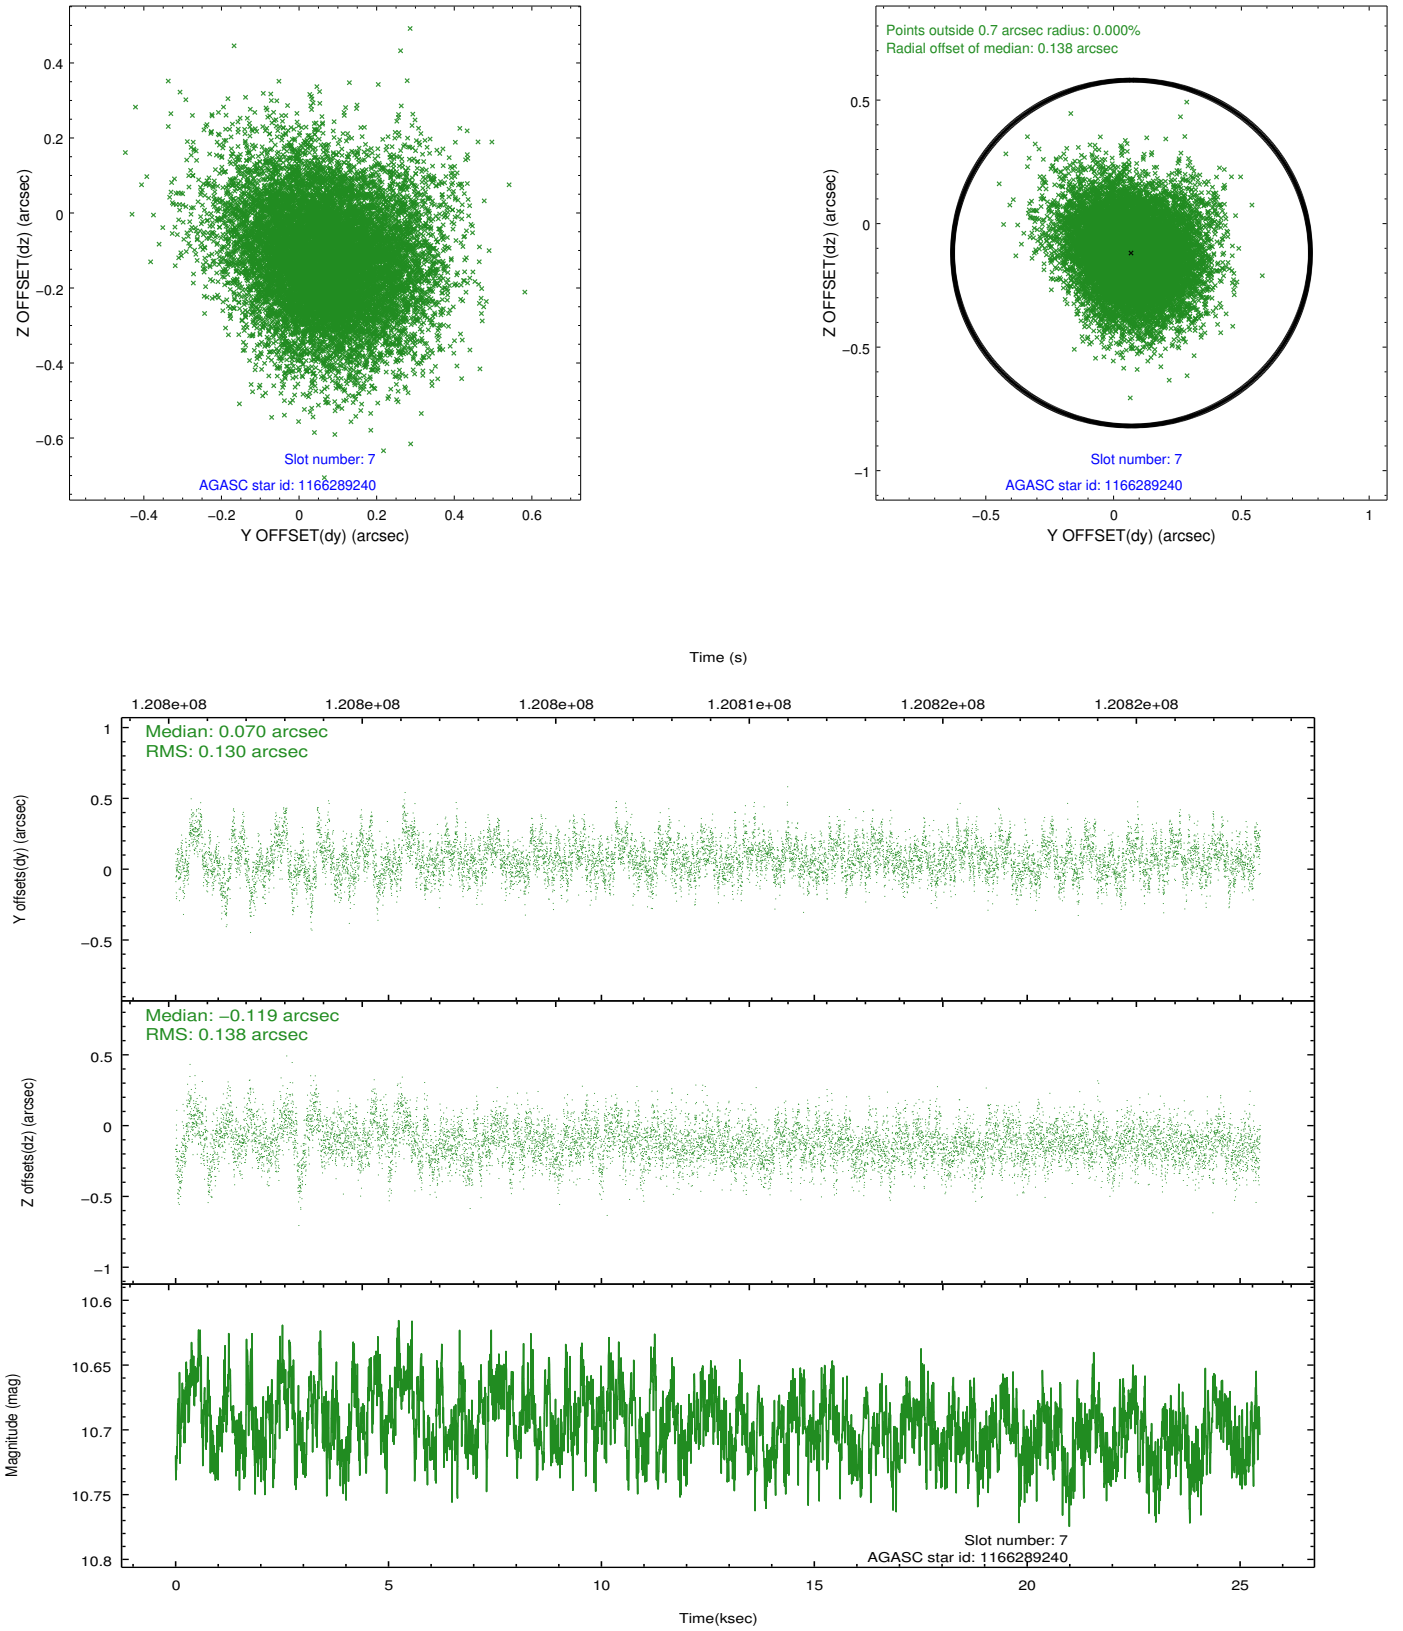 0.4
0.2
0
−0.2
−0.4
−0.6
Z OFFSET(dz) (arcsec)
Slot number: 7
AGASC star id: 1166289240
−0.4 −0.2 0 0.2 0.4 0.6
Y OFFSET(dy) (arcsec)
Points outside 0.7 arcsec radius: 0.000%
Radial offset of median: 0.138 arcsec
0.5
0
−0.5
−1
Z OFFSET(dz) (arcsec)
Slot number: 7
AGASC star id: 1166289240
−0.5 0 0.5 1
Y OFFSET(dy) (arcsec)
Time (s)
1.208e+08 1.208e+08 1.208e+08 1.2081e+08 1.2082e+08 1.2082e+08
Median: 0.070 arcsec
RMS: 0.130 arcsec
1
0.5
0
−0.5
Y offsets(dy) (arcsec)
Median: −0.119 arcsec
RMS: 0.138 arcsec
0.5
0
−0.5
−1
Z offsets(dz) (arcsec)
10.6
10.65
10.7
10.75
10.8
Magnitude (mag)
Slot number: 7
AGASC star id: 1166289240
0 5 10 15 20 25
Time(ksec)